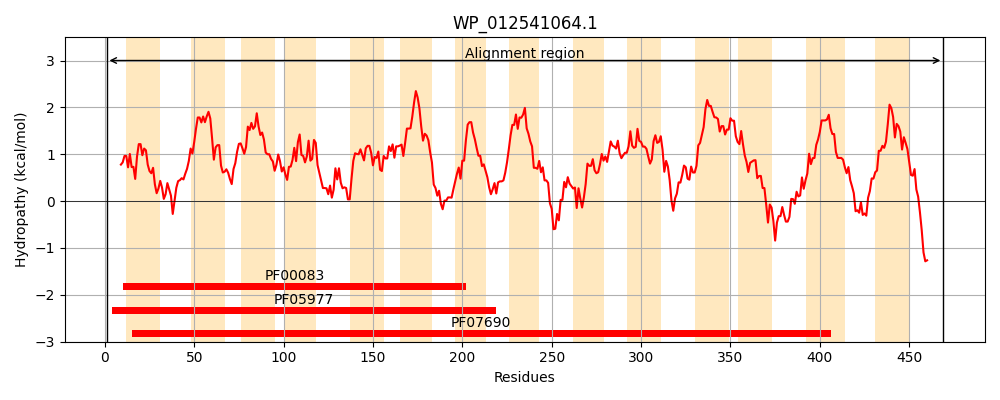 WP_012541064.1
Alignment region
3
2
1
0
−1
−2
−3
Hydropathy (kcal/mol)
PF00083
PF05977
PF07690
0 50 100 150 200 250 300 350 400 450
Residues